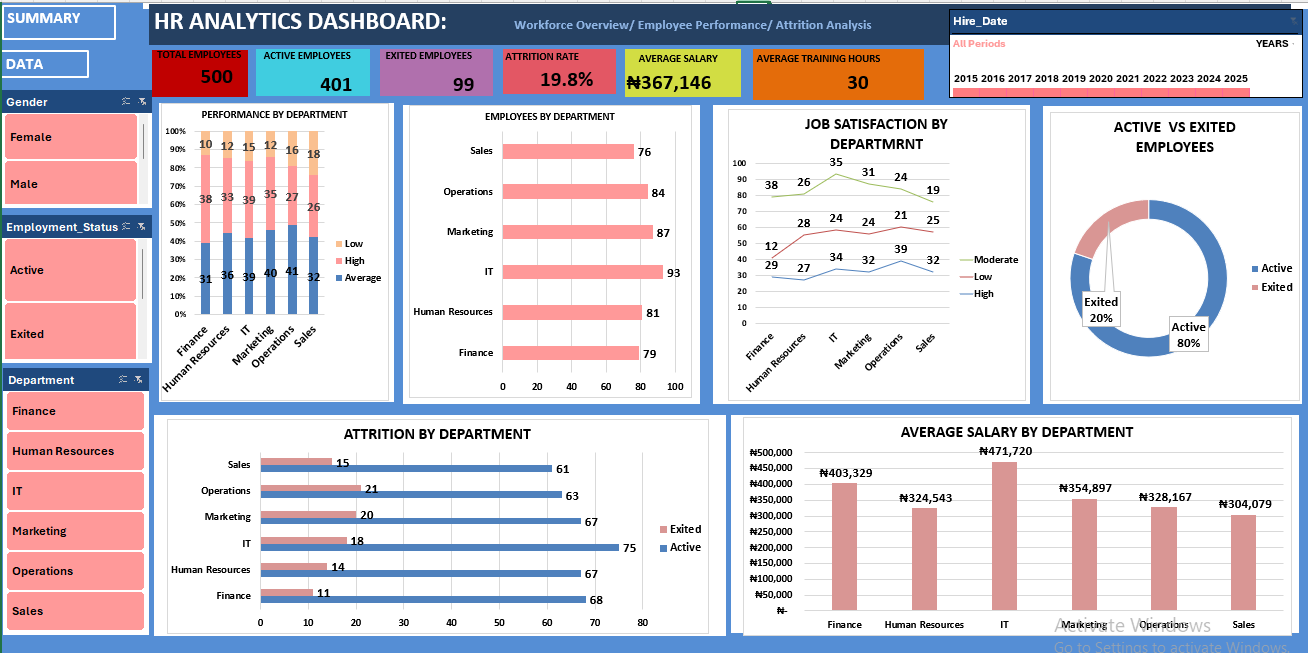 SUMMARY
DATA
HR ANALYTICS DASHBOARD:
Workforce Overview/ Employee Performance/ Attrition Analysis
Hire_Date
All Periods
YEARS
2015 2016 2017 2018 2019 2020 2021 2022 2023 2024 2025
TOTAL EMPLOYEES
500
ACTIVE EMPLOYEES
401
EXITED EMPLOYEES
99
ATTRITION RATE
19.8%
AVERAGE SALARY
₦367,146
AVERAGE TRAINING HOURS
30
Gender
Female
Male
Employment_Status
Active
Exited
Department
Finance
Human Resources
IT
Marketing
Operations
Sales
PERFORMANCE BY DEPARTMENT
100%
90%
80%
70%
60%
50%
40%
30%
20%
10%
0%
10 12 15 12 16 18
38 33 39 35 27 26
31 36 39 40 41 32
Finance
Human Resources
IT
Marketing
Operations
Sales
Low
High
Average
EMPLOYEES BY DEPARTMENT
Sales 76
Operations 84
Marketing 87
IT 93
Human Resources 81
Finance 79
0 20 40 60 80 100
JOB SATISFACTION BY
DEPARTMRNT
100
90
80
70
60
50
40
30
20
10
0
38 26 35 31 24 19
12 28 24 24 21 25
29 27 34 32 39 32
Finance
Human Resources
IT
Marketing
Operations
Sales
Moderate
Low
High
ACTIVE VS EXITED
EMPLOYEES
Exited
20%
Active
80%
Active
Exited
ATTRITION BY DEPARTMENT
Sales 15 61
Operations 21 63
Marketing 20 67
IT 18 75
Human Resources 14 67
Finance 11 68
0 10 20 30 40 50 60 70 80
Exited
Active
AVERAGE SALARY BY DEPARTMENT
₦500,000
₦450,000
₦400,000
₦350,000
₦300,000
₦250,000
₦200,000
₦150,000
₦100,000
₦50,000
₦-
₦403,329
₦324,543
₦471,720
₦354,897
₦328,167
₦304,079
Finance Human Resources IT Marketing Operations Sales
Activate Windows
Go to Settings to activate Windows.